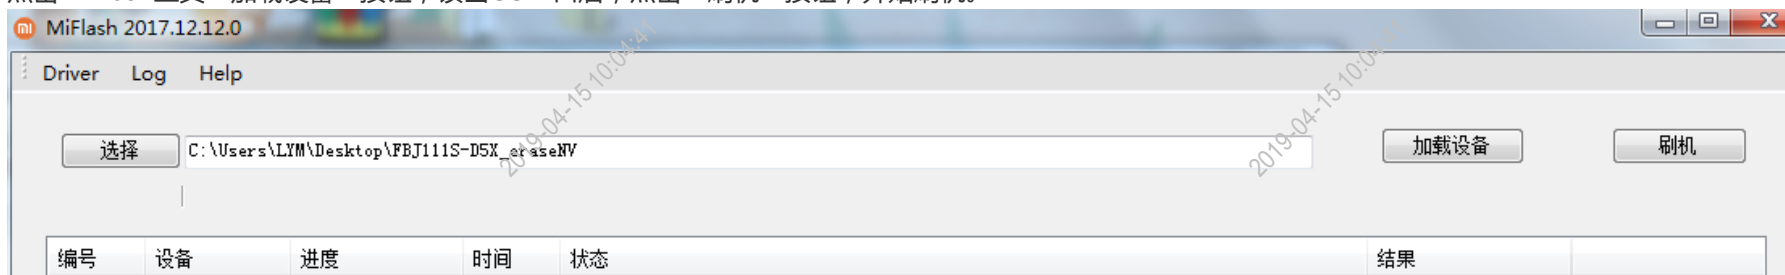 MiFlash 2017.12.12.0
Driver Log Help
选择 C:\Users\LYM\Desktop\FBJ111S-D5X_eraseNV 加载设备 刷机
编号 设备 进度 时间 状态 结果
2019-04-15 10:04:41
2019-04-15 10:04:41